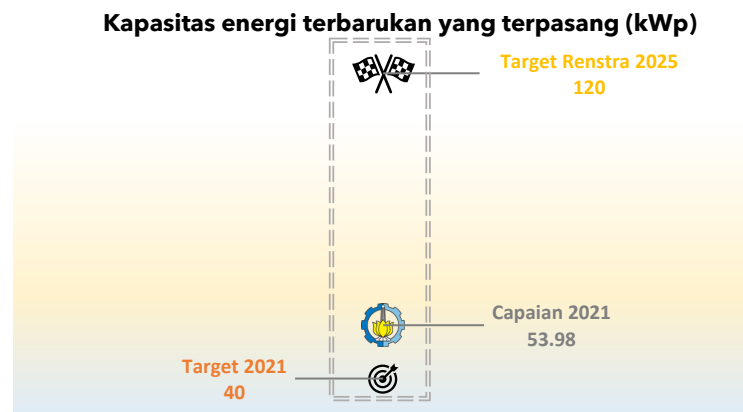 Kapasitas energi terbarukan yang terpasang (kWp)
Target Renstra 2025
120
Capaian 2021
53.98
Target 2021
40